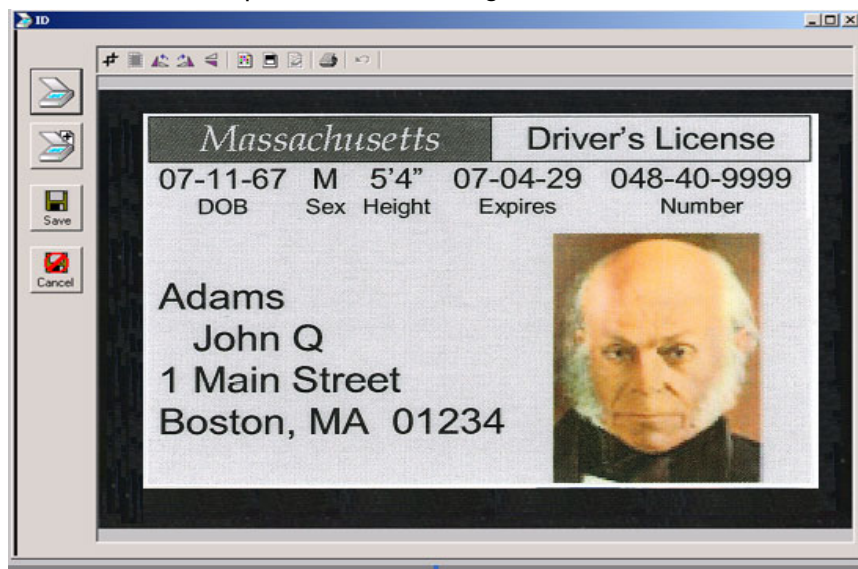 ID
Massachusetts Driver's License
07-11-67 M 5'4” 07-04-29 048-40-9999
DOB Sex Height Expires Number
Save
Cancel
Adams
John Q
1 Main Street
Boston, MA 01234